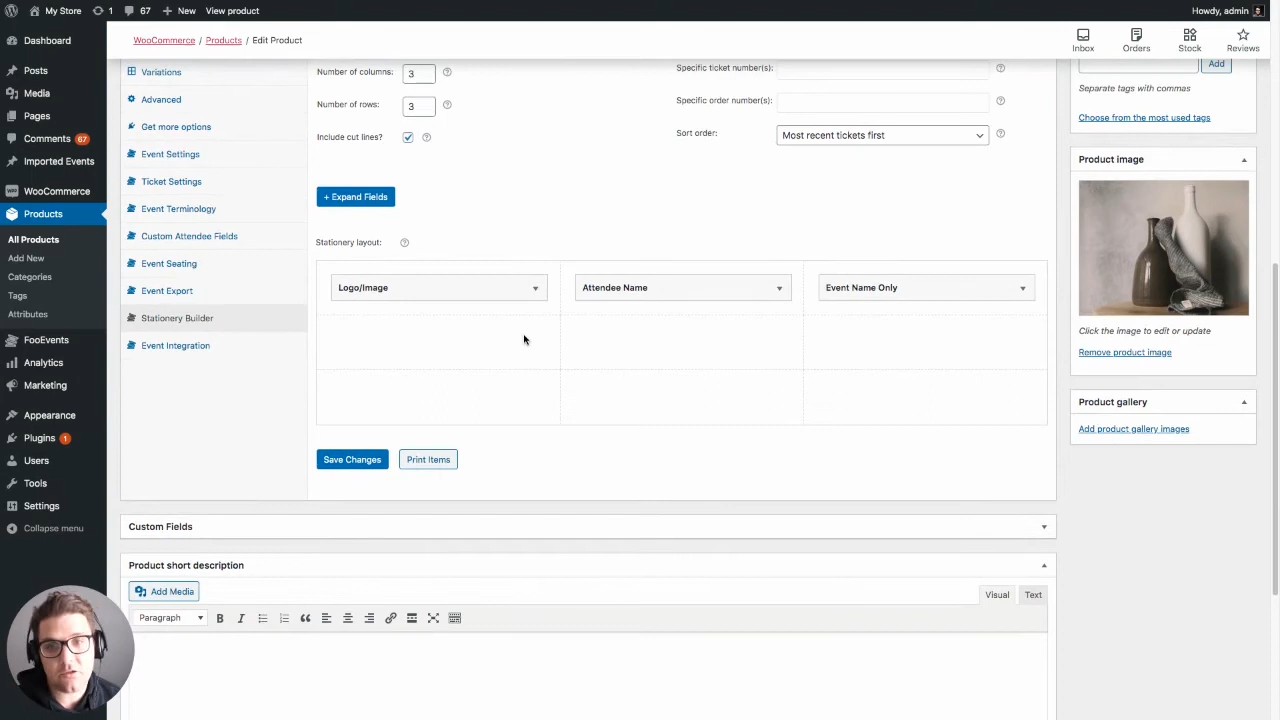 My Store
1
67
New
View product
Howdy, admin
Dashboard
Posts
Media
Pages
Comments 67
Imported Events
WooCommerce
Products
All Products
Add New
Categories
Tags
Attributes
FooEvents
Analytics
Marketing
Appearance
Plugins 1
Users
Tools
Settings
Collapse menu
WooCommerce / Products / Edit Product
Inbox
Orders
Stock
Reviews
Variations
Advanced
Get more options
Event Settings
Ticket Settings
Event Terminology
Custom Attendee Fields
Event Seating
Event Export
Stationery Builder
Event Integration
Number of columns: 3
Number of rows: 3
Include cut lines?
Specific ticket number(s):
Specific order number(s):
Sort order: Most recent tickets first
+ Expand Fields
Stationery layout:
Logo/Image
Attendee Name
Event Name Only
Save Changes
Print Items
Custom Fields
Product short description
Add Media
Visual
Text
Paragraph
Add
Separate tags with commas
Choose from the most used tags
Product image
Click the image to edit or update
Remove product image
Product gallery
Add product gallery images